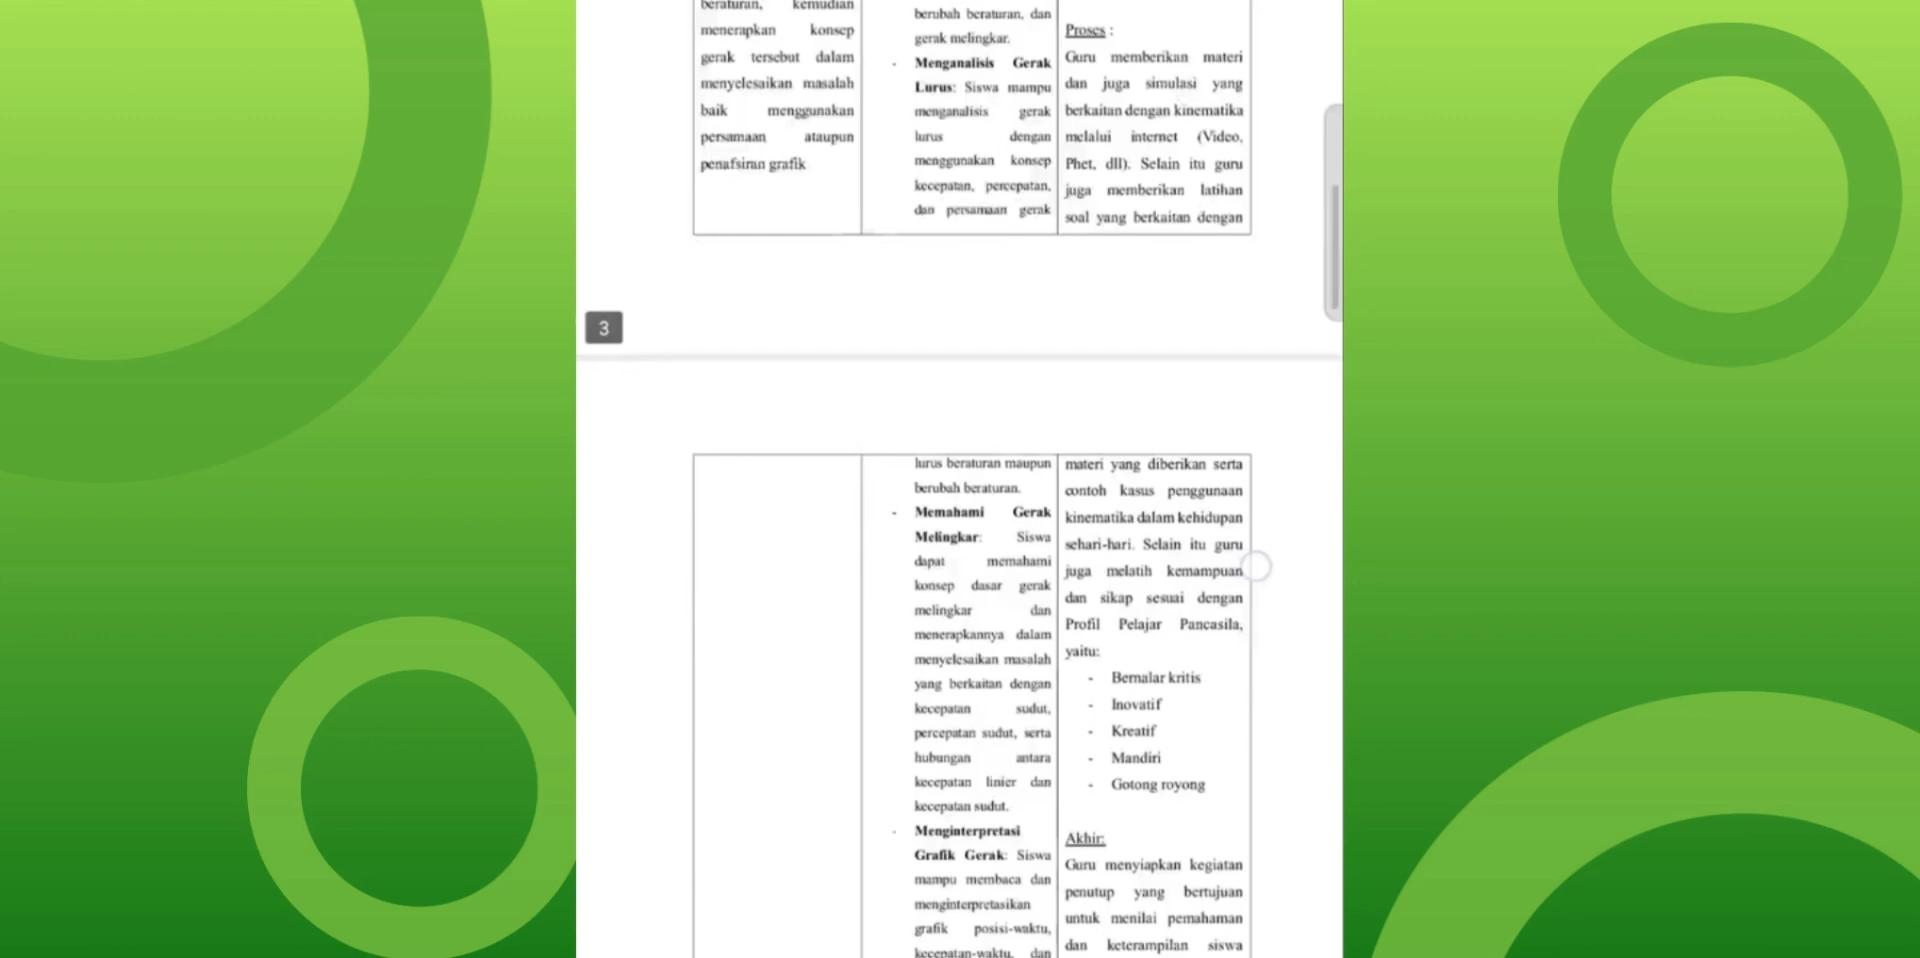 beraturan, kemudian
menerapkan konsep
gerak tersebut dalam
menyelesaikan masalah
baik menggunakan
persamaan ataupun
penafsiran grafik
berubah beraturan, dan
gerak melingkar.
- Menganalisis Gerak
Lurus: Siswa mampu
menganalisis gerak
lurus dengan
menggunakan konsep
kecepatan, percepatan,
dan persamaan gerak
Proses :
Guru memberikan materi
dan juga simulasi yang
berkaitan dengan kinematika
melalui internet (Video,
Phet, dll). Selain itu guru
juga memberikan latihan
soal yang berkaitan dengan
3
lurus beraturan maupun
berubah beraturan.
- Memahami Gerak
Melingkar: Siswa
dapat memahami
konsep dasar gerak
melingkar dan
menerapkannya dalam
menyelesaikan masalah
yang berkaitan dengan
kecepatan sudut,
percepatan sudut, serta
hubungan antara
kecepatan linier dan
kecepatan sudut.
- Menginterpretasi
Grafik Gerak: Siswa
mampu membaca dan
menginterpretasikan
grafik posisi-waktu,
kecepatan-waktu, dan
materi yang diberikan serta
contoh kasus penggunaan
kinematika dalam kehidupan
sehari-hari. Selain itu guru
juga melatih kemampuan
dan sikap sesuai dengan
Profil Pelajar Pancasila,
yaitu:
- Bernalar kritis
- Inovatif
- Kreatif
- Mandiri
- Gotong royong
Akhir:
Guru menyiapkan kegiatan
penutup yang bertujuan
untuk menilai pemahaman
dan keterampilan siswa